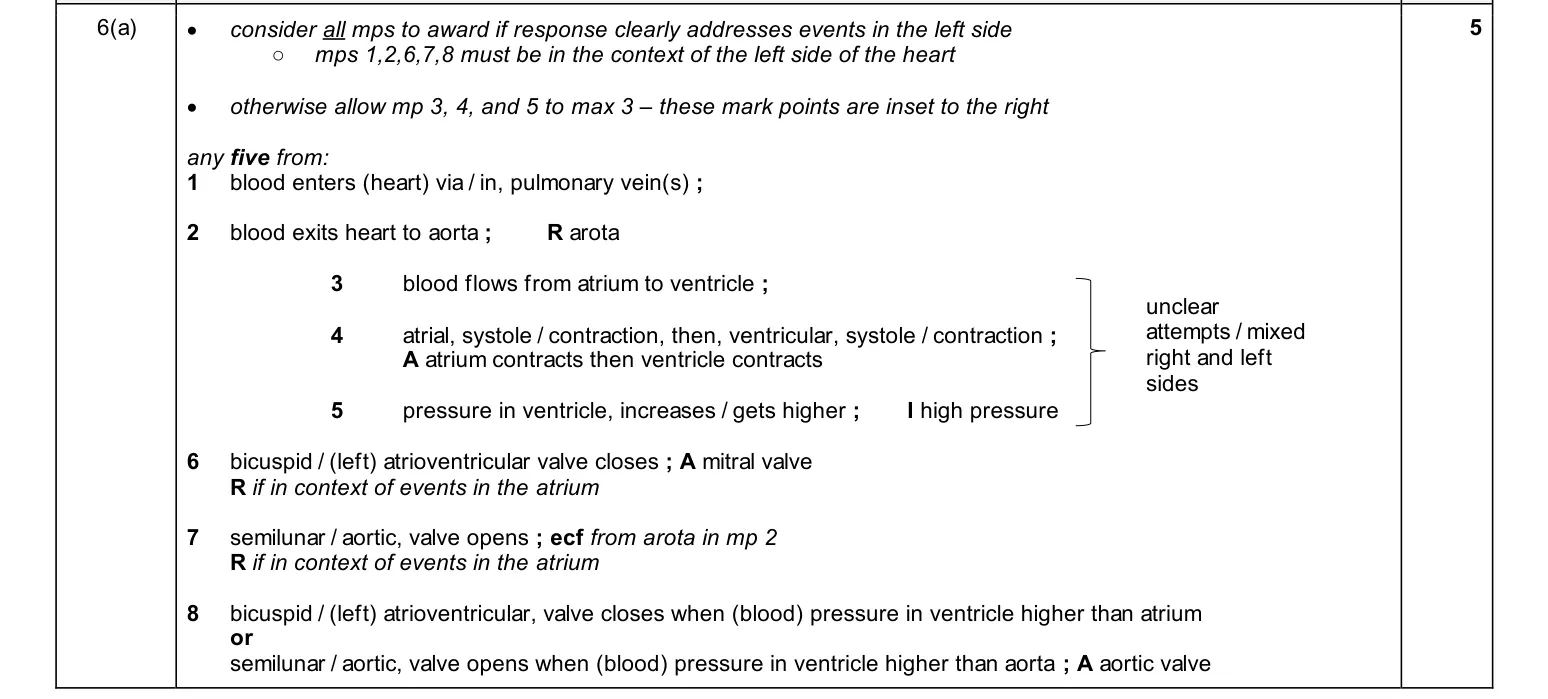 6(a)
• consider all mps to award if response clearly addresses events in the left side
5
○ mps 1,2,6,7,8 must be in the context of the left side of the heart
• otherwise allow mp 3, 4, and 5 to max 3 – these mark points are inset to the right
any five from:
1 blood enters (heart) via / in, pulmonary vein(s) ;
2 blood exits heart to aorta ; R arota
3 blood flows from atrium to ventricle ;
4 atrial, systole / contraction, then, ventricular, systole / contraction ;
A atrium contracts then ventricle contracts
5 pressure in ventricle, increases / gets higher ; I high pressure
unclear
attempts / mixed
right and left
sides
6 bicuspid / (left) atrioventricular valve closes ; A mitral valve
R if in context of events in the atrium
7 semilunar / aortic, valve opens ; ecf from arota in mp 2
R if in context of events in the atrium
8 bicuspid / (left) atrioventricular, valve closes when (blood) pressure in ventricle higher than atrium
or
semilunar / aortic, valve opens when (blood) pressure in ventricle higher than aorta ; A aortic valve